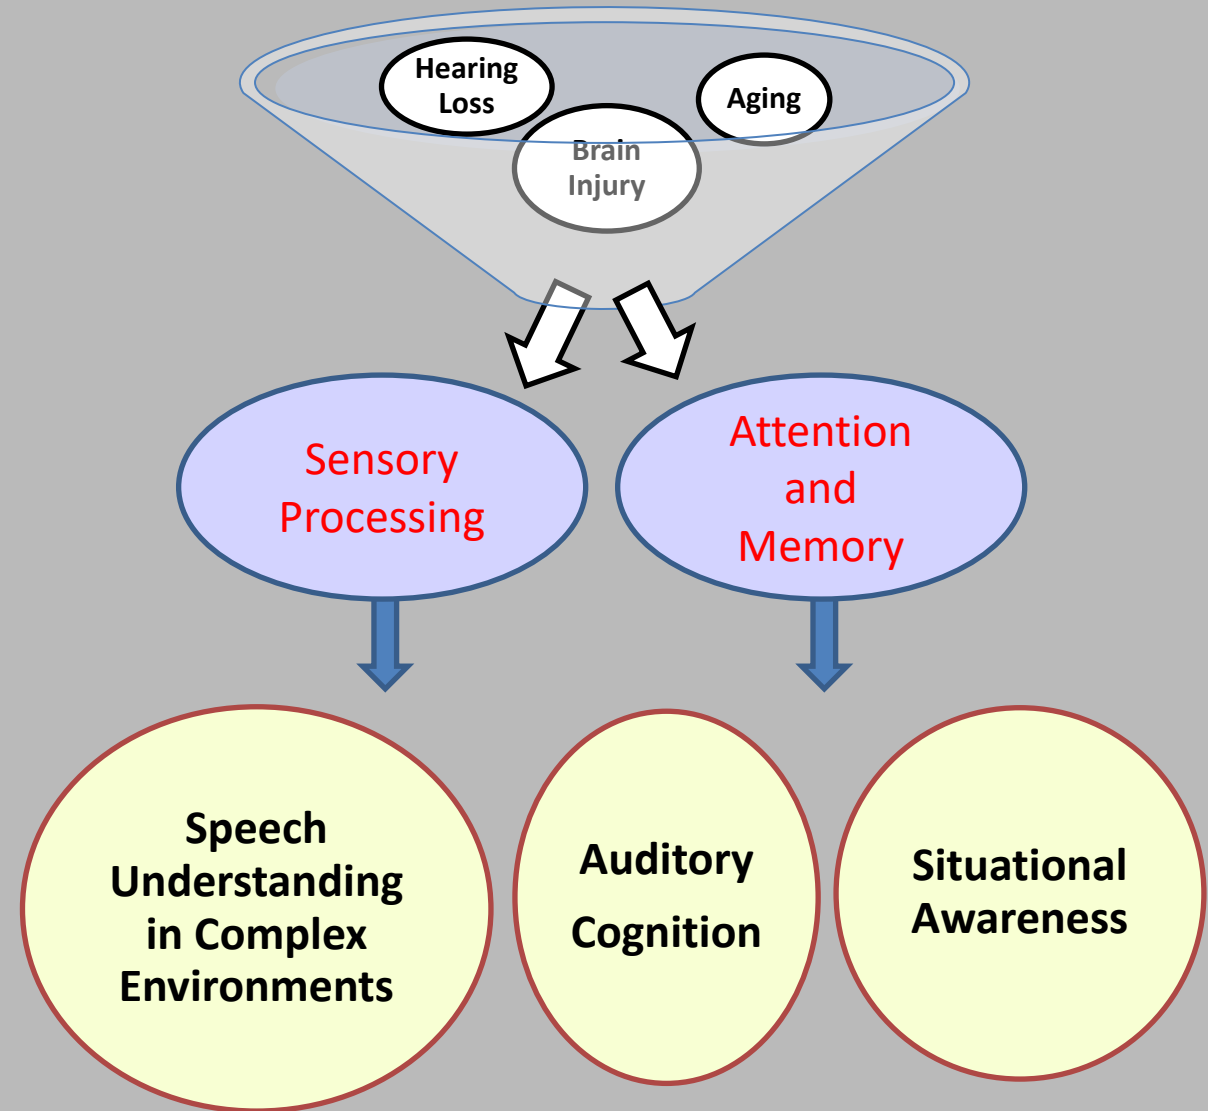 Hearing
Loss
Aging
Brain
Injury
Sensory
Processing
Attention
and
Memory
Speech
Understanding
in Complex
Environments
Auditory
Cognition
Situational
Awareness